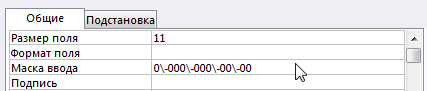 Общие Подстановка
Размер поля 11
Формат поля
Маска ввода 0\-000\-000\-00\-00
Подпись